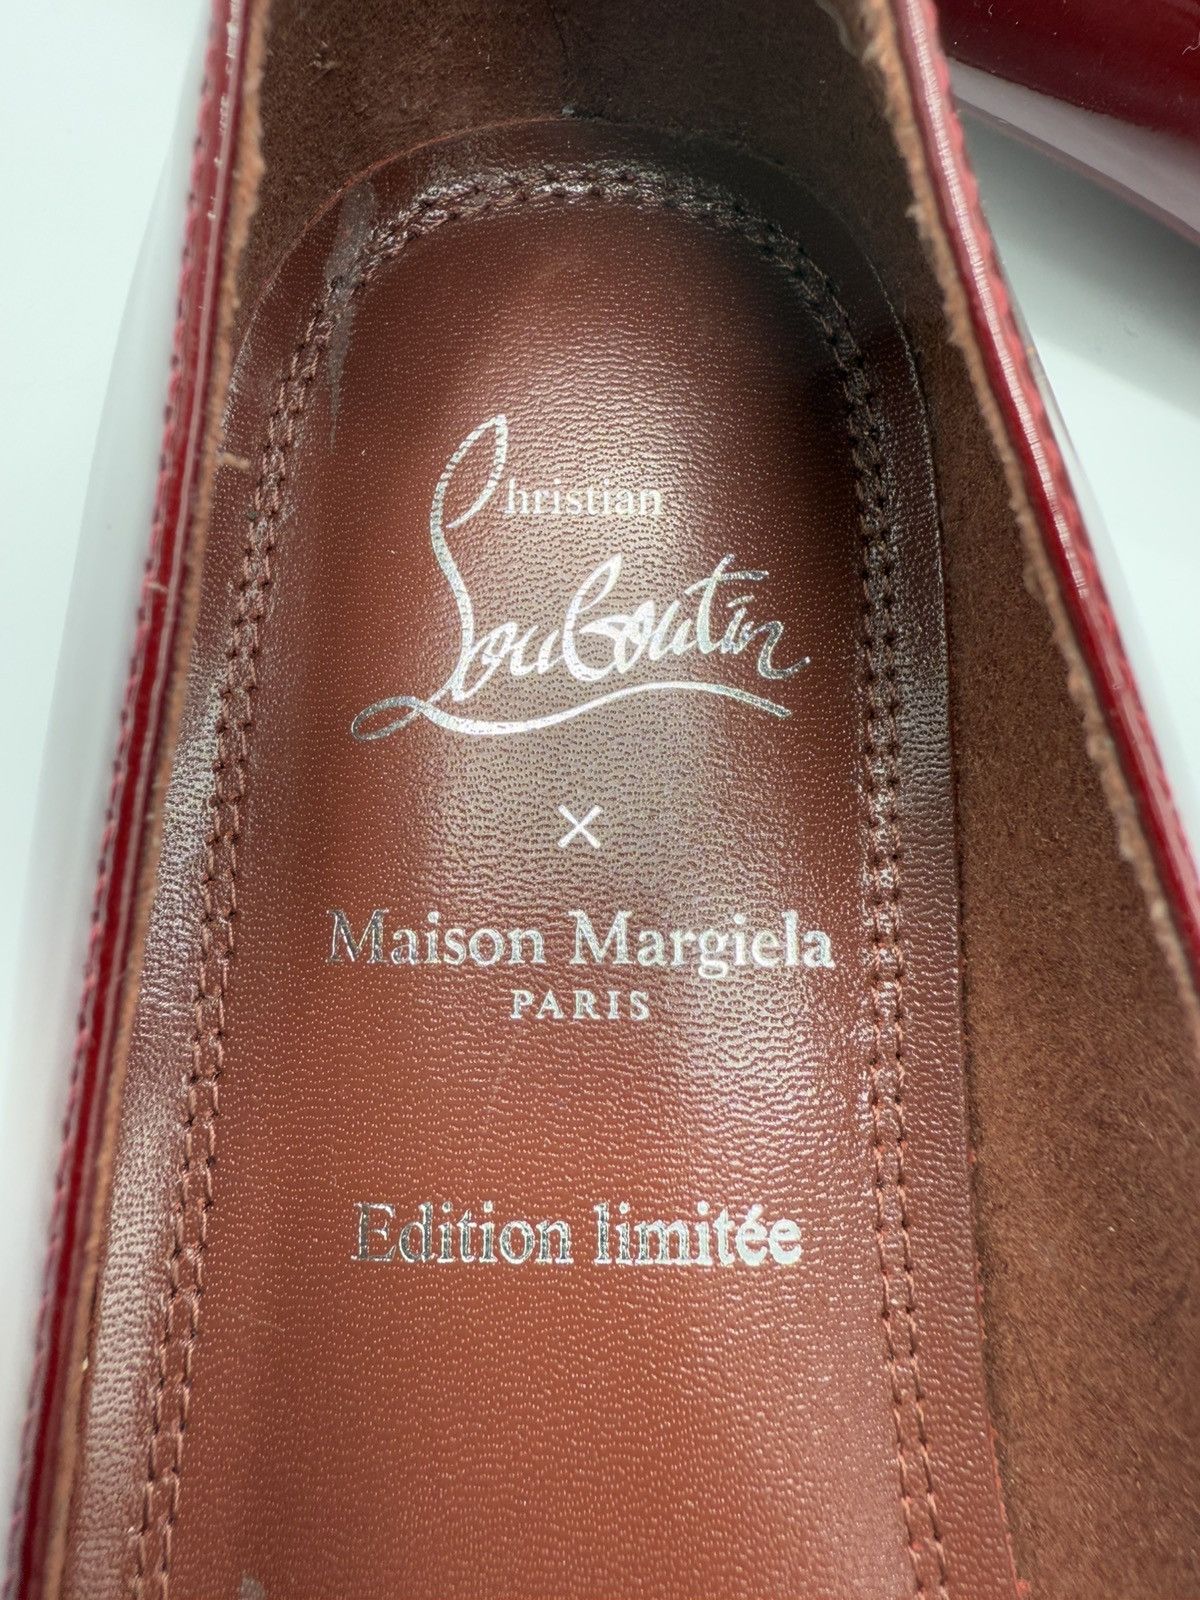 Christian
Louboutin
×
Maison Margiela
PARIS
Edition limitée